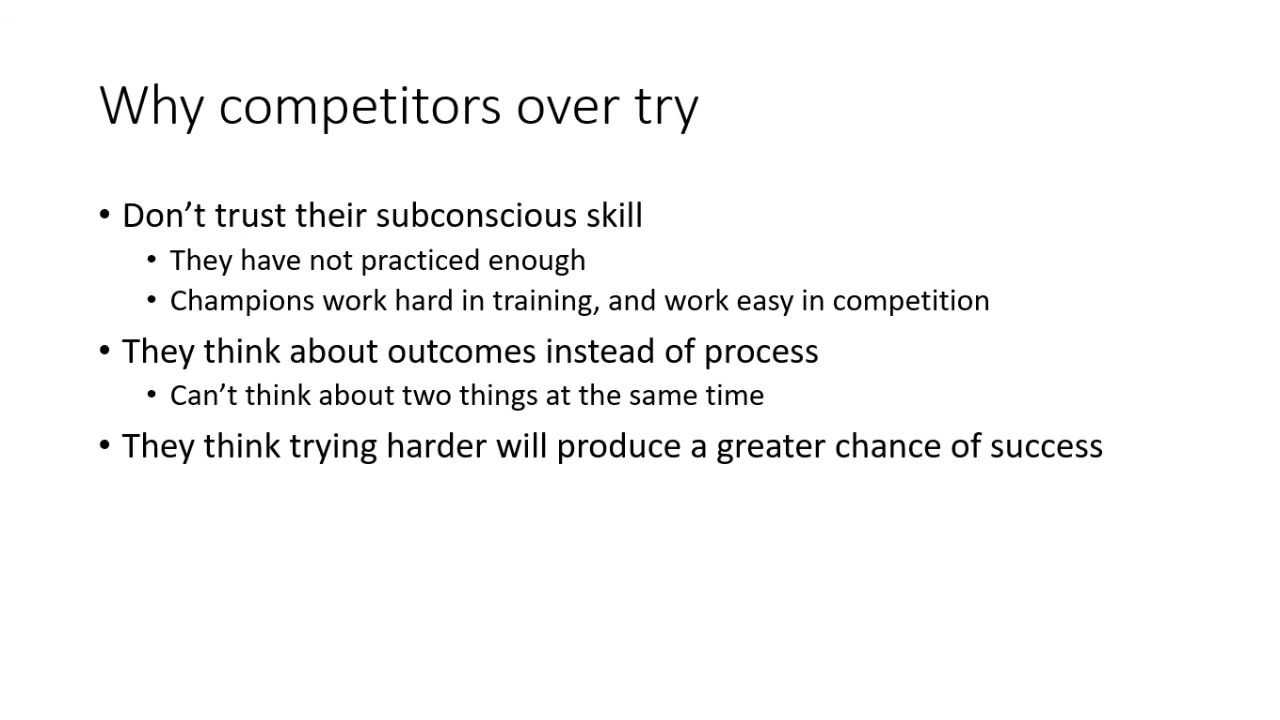 Why competitors over try
• Don’t trust their subconscious skill
• They have not practiced enough
• Champions work hard in training, and work easy in competition
• They think about outcomes instead of process
• Can’t think about two things at the same time
• They think trying harder will produce a greater chance of success